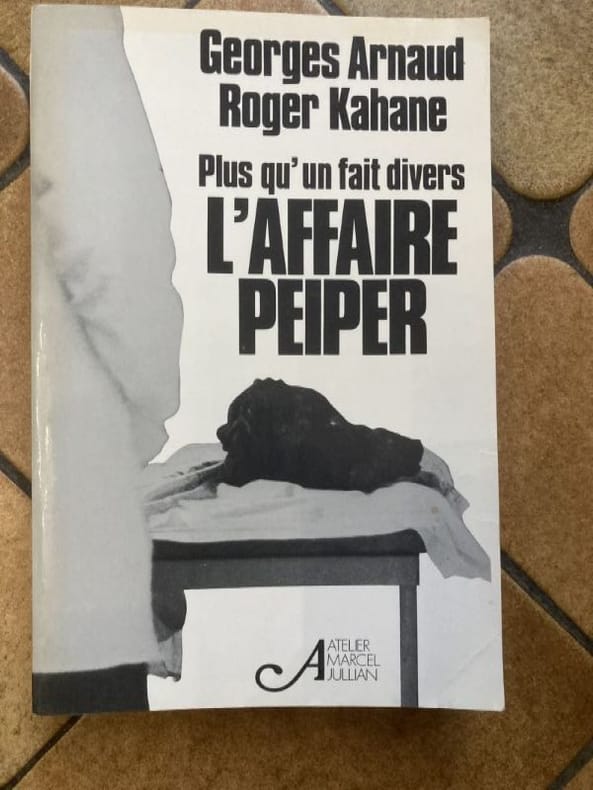 Georges Arnaud
Roger Kahane
Plus qu'un fait divers
L'AFFAIRE
PEIPER
ATELIER
MARCEL
JULLIAN